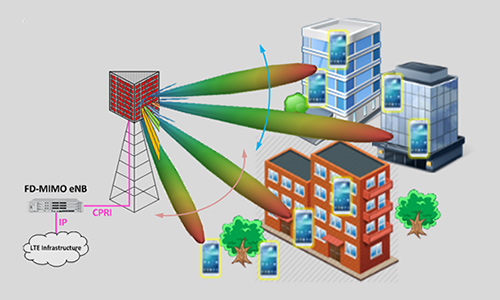 FD-MIMO eNB
CPRI
IP
LTE Infrastructure